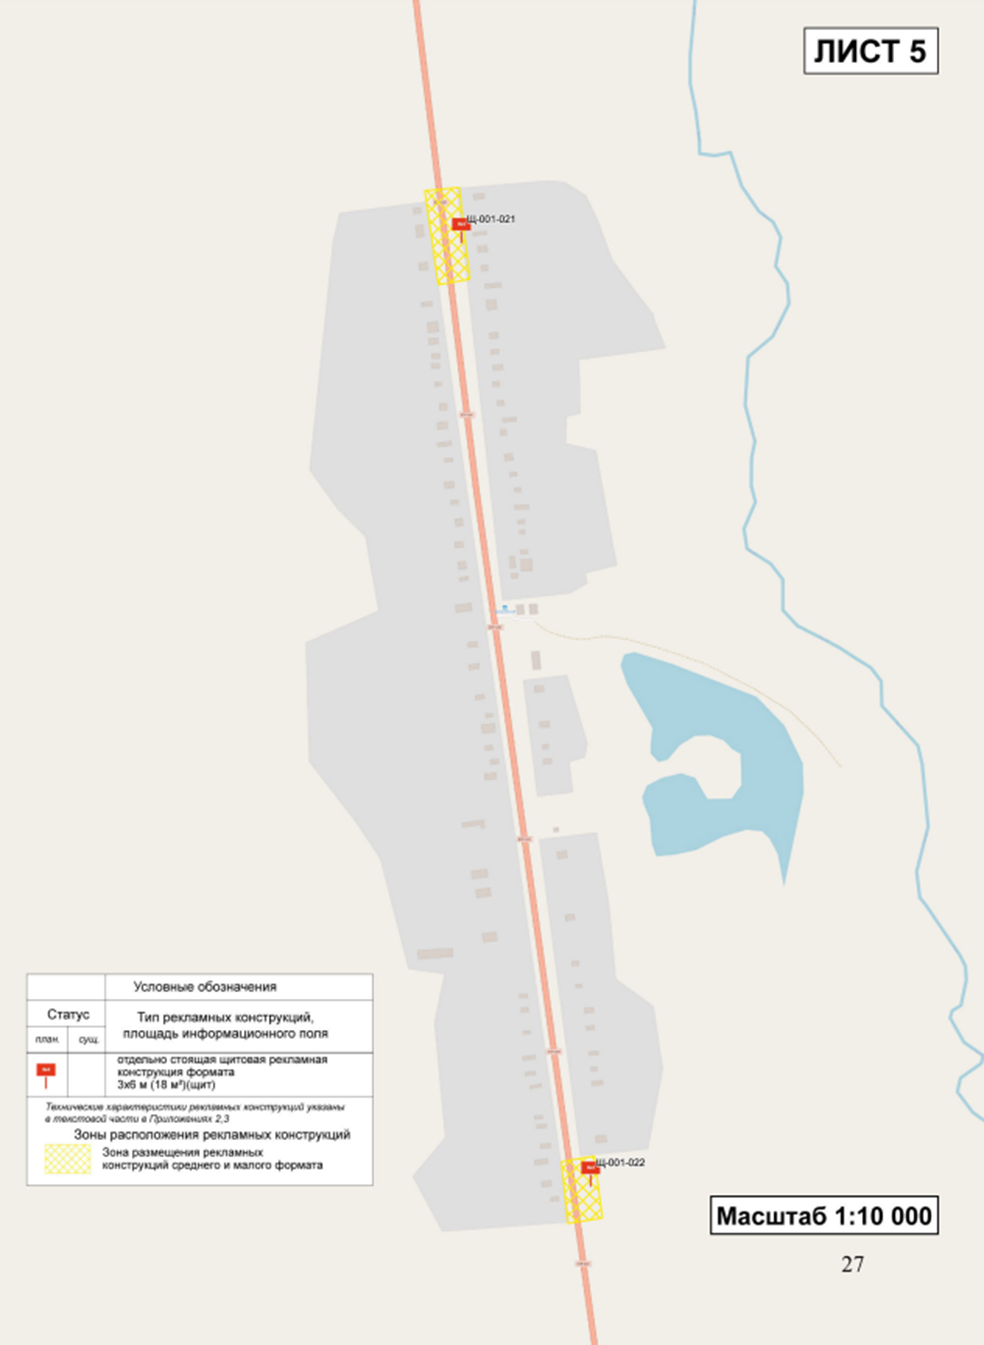 ЛИСТ 5
Щ-001-021
Щ-001-022
Условные обозначения
Статус
план.
сущ.
Тип рекламных конструкций,
площадь информационного поля
отдельно стоящая щитовая рекламная
конструкция формата
3х6 м (18 м²)(щит)
Технические характеристики рекламных конструкций указаны
в текстовой части в Приложениях 2,3
Зоны расположения рекламных конструкций
Зона размещения рекламных
конструкций среднего и малого формата
Масштаб 1:10 000
27